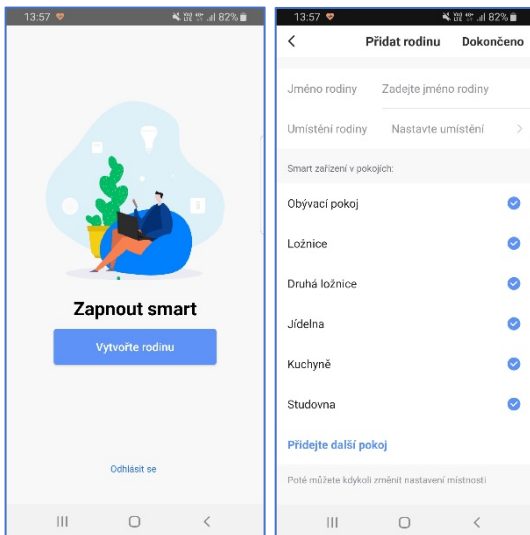 13:57
82%
Zapnout smart
Vytvořte rodinu
Odhlásit se
13:57
82%
Přidat rodinu Dokončeno
Jméno rodiny Zadejte jméno rodiny
Umístění rodiny Nastavte umístění
Smart zařízení v pokojích:
Obývací pokoj
Ložnice
Druhá ložnice
Jídelna
Kuchyně
Studovna
Přidejte další pokoj
Poté můžete kdykoli změnit nastavení místnosti